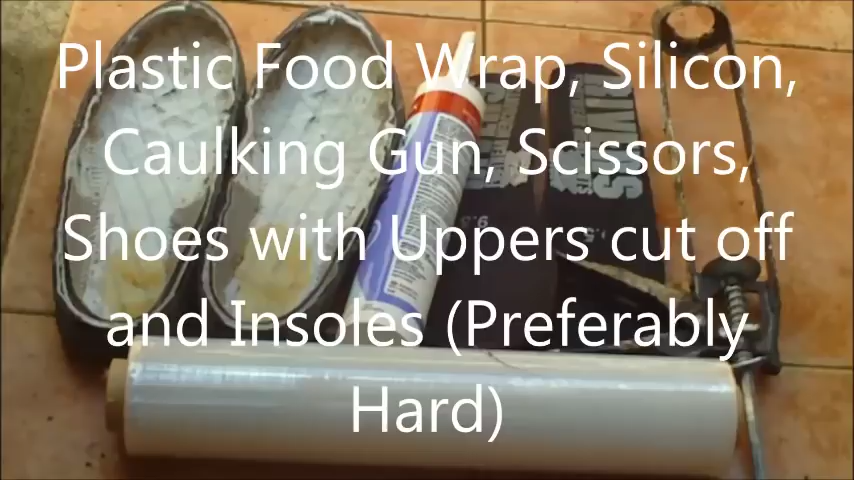 Plastic Food Wrap, Silicon,
Caulking Gun, Scissors,
Shoes with Uppers cut off
and Insoles (Preferably
Hard)